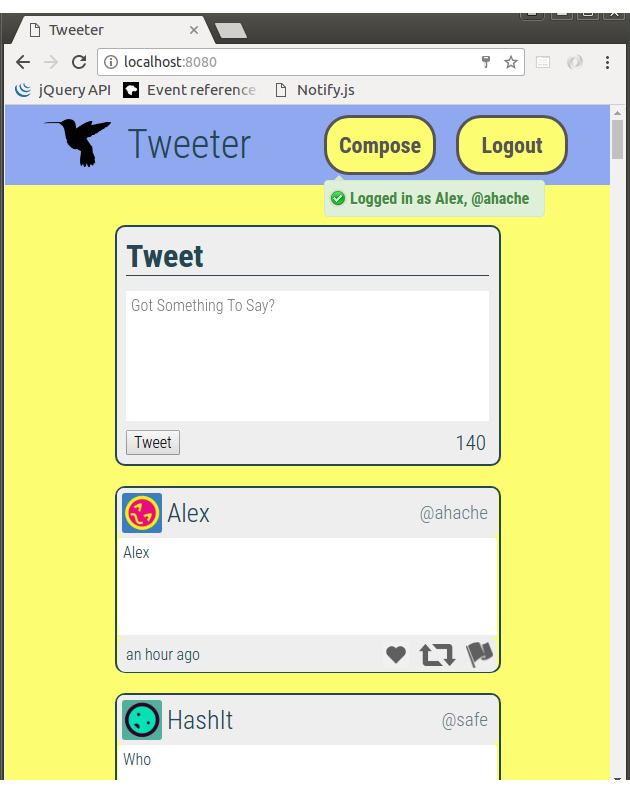 Tweeter
localhost:8080
jQuery API Event reference Notify.js
Tweeter Compose Logout
Logged in as Alex, @ahache
Tweet
Got Something To Say?
Tweet 140
Alex @ahache
Alex
an hour ago
HashIt @safe
Who